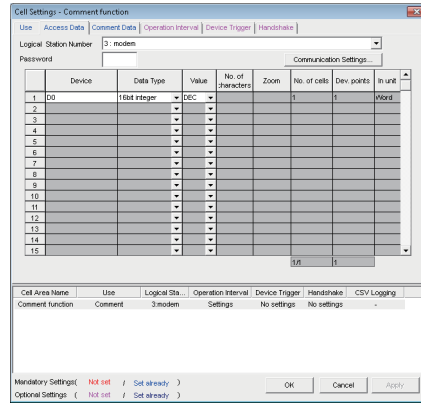 Cell Settings - Comment function
Use Access Data Comment Data Operation Interval Device Trigger Handshake
Logical Station Number 3 : modem
Password Communication Settings...
Device Data Type Value No. of characters Zoom No. of cells Dev. points In unit
1 D0 16bit integer DEC 1 1 Word
2
3
4
5
6
7
8
9
10
11
12
13
14
15
1/1 1
Cell Area Name Use Logical Sta... Operation Interval Device Trigger Handshake CSV Logging
Comment function Comment 3:modem Settings No settings No settings -
Mandatory Settings( Not set / Set already )
Optional Settings ( Not set / Set already )
OK Cancel Apply